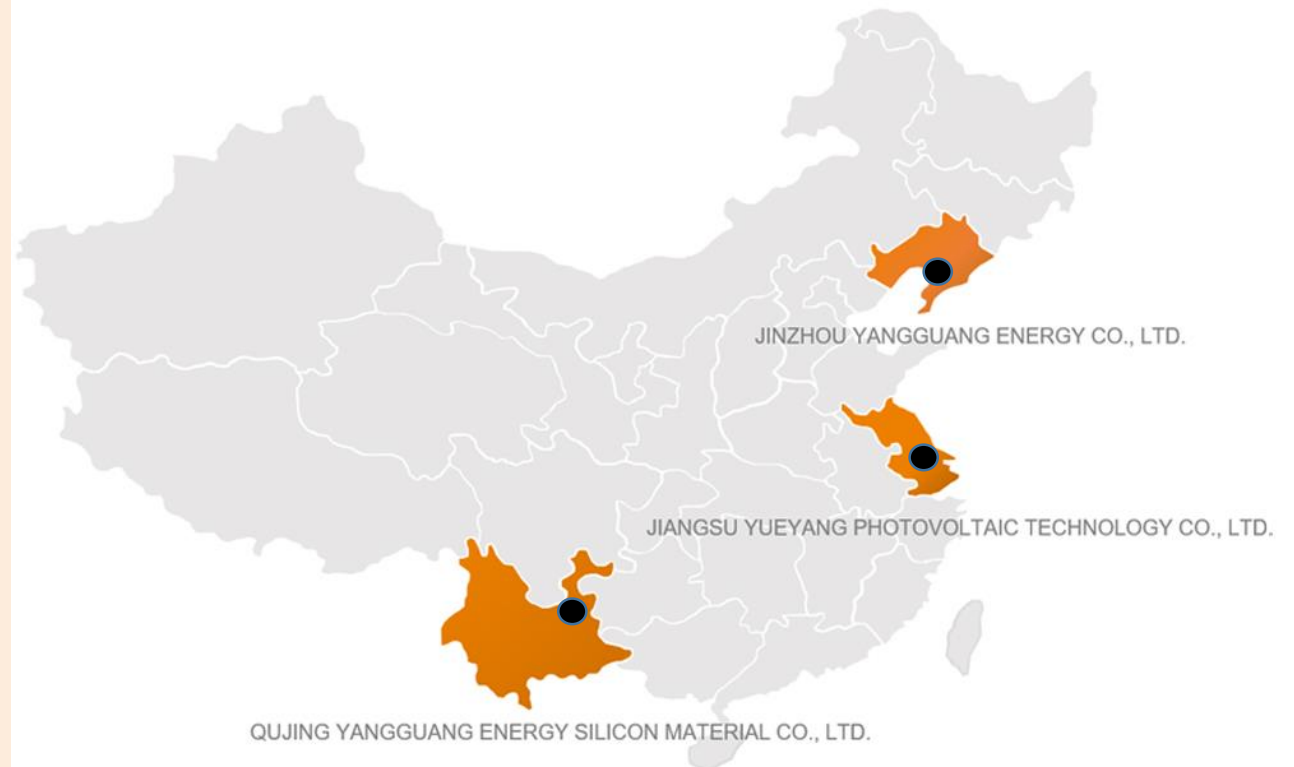 JINZHOU YANGGUANG ENERGY CO., LTD.
JIANGSU YUEYANG PHOTOVOLTAIC TECHNOLOGY CO., LTD.
QUJING YANGGUANG ENERGY SILICON MATERIAL CO., LTD.